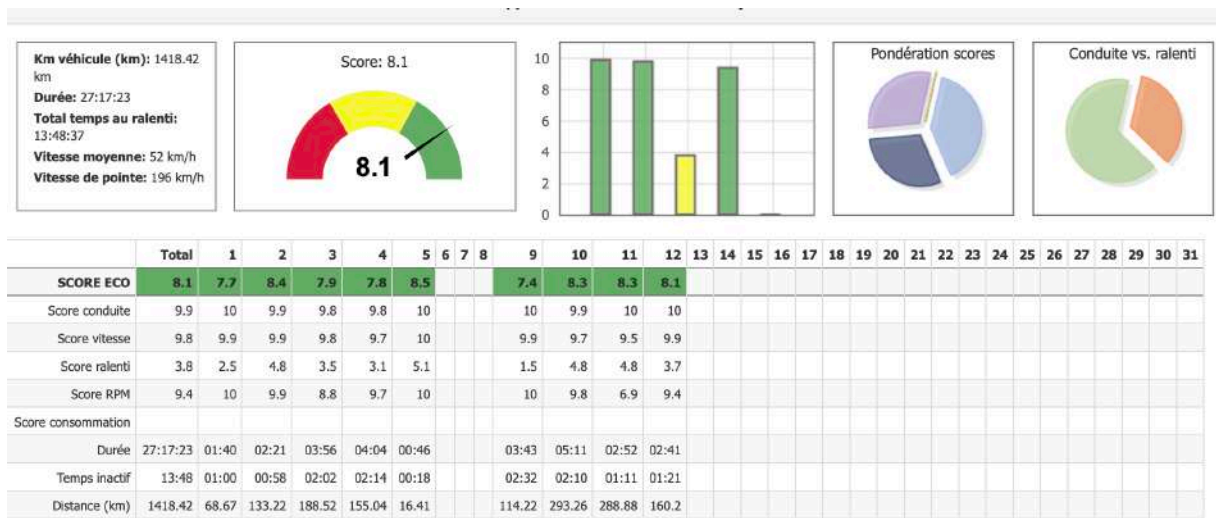 Km véhicule (km): 1418.42
km
Durée: 27:17:23
Total temps au ralenti:
13:48:37
Vitesse moyenne: 52 km/h
Vitesse de pointe: 196 km/h
Score: 8.1
8.1
10
8
6
4
2
0
Pondération scores
Conduite vs. ralenti
Total 1 2 3 4 5 6 7 8 9 10 11 12 13 14 15 16 17 18 19 20 21 22 23 24 25 26 27 28 29 30 31
SCORE ECO 8.1 7.7 8.4 7.9 7.8 8.5 7.4 8.3 8.3 8.1
Score conduite 9.9 10 9.9 9.8 9.8 10 10 9.9 10 10
Score vitesse 9.8 9.9 9.9 9.8 9.7 10 9.9 9.7 9.5 9.9
Score ralenti 3.8 2.5 4.8 3.5 3.1 5.1 1.5 4.8 4.8 3.7
Score RPM 9.4 10 9.9 8.8 9.7 10 10 9.8 6.9 9.4
Score consommation
Durée 27:17:23 01:40 02:21 03:56 04:04 00:46 03:43 05:11 02:52 02:41
Temps inactif 13:48 01:00 00:58 02:02 02:14 00:18 02:32 02:10 01:11 01:21
Distance (km) 1418.42 68.67 133.22 188.52 155.04 16.41 114.22 293.26 288.88 160.2